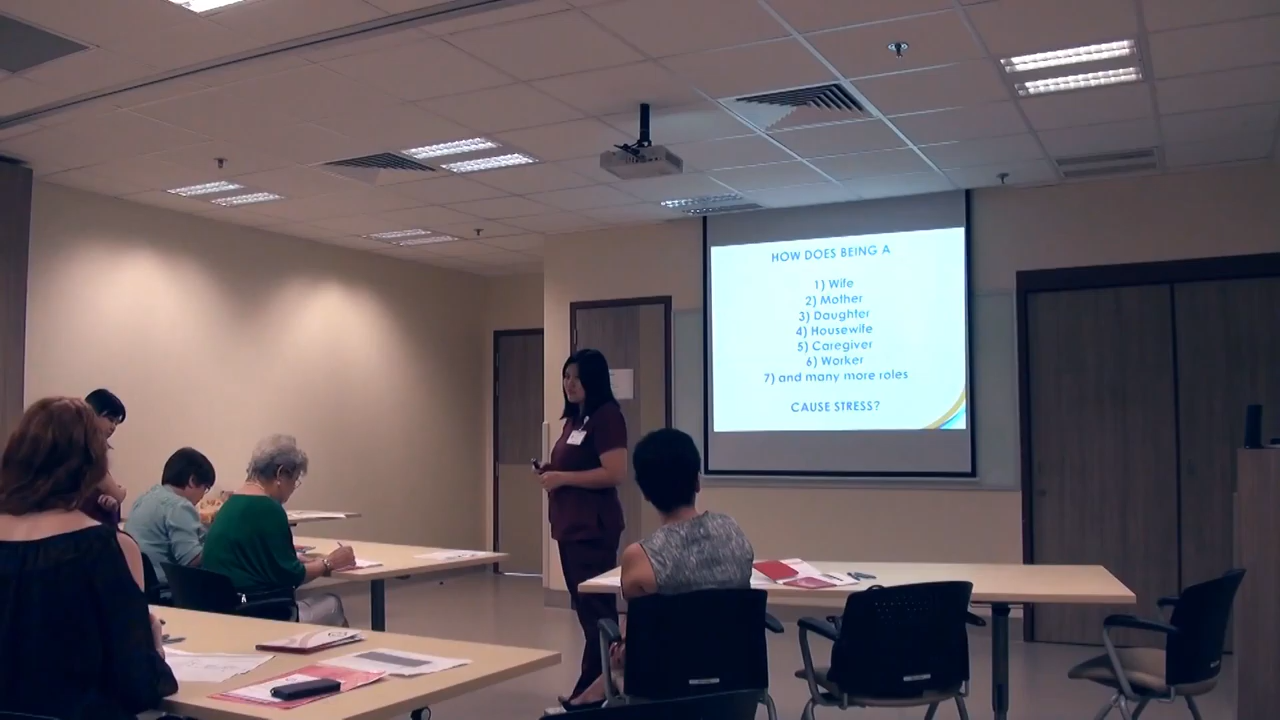 HOW DOES BEING A
1) Wife
2) Mother
3) Daughter
4) Housewife
5) Caregiver
6) Worker
7) and many more roles
CAUSE STRESS?